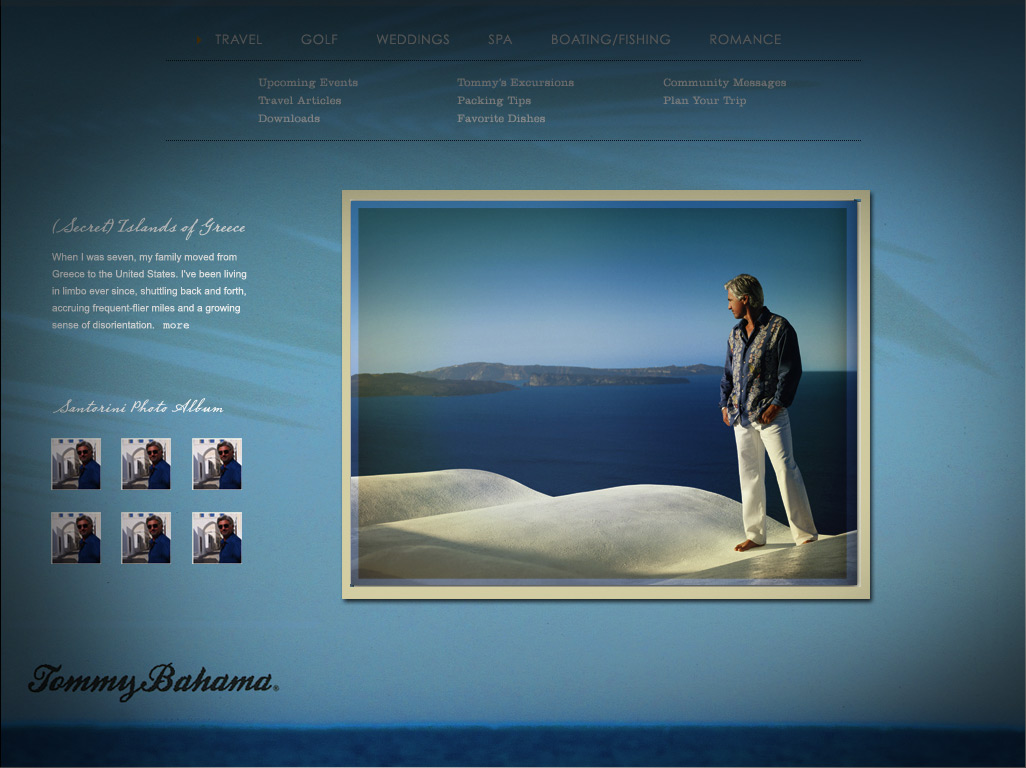 TRAVEL GOLF WEDDINGS SPA BOATING/FISHING ROMANCE
Upcoming Events Tommy's Excursions Community Messages
Travel Articles Packing Tips Plan Your Trip
Downloads Favorite Dishes
(Secret) Islands of Greece
When I was seven, my family moved from
Greece to the United States. I've been living
in limbo ever since, shuttling back and forth,
accruing frequent-flier miles and a growing
sense of disorientation. more
Santorini Photo Album
Tommy Bahama®